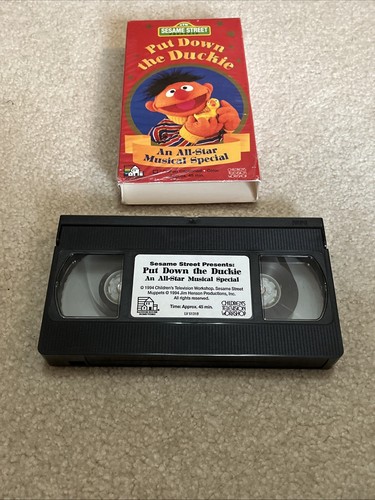 SESAME STREET
Put Down
the Duckie
An All-Star
Musical Special
Sesame Street Presents:
Put Down the Duckie
An All-Star Musical Special
© 1994 Children's Television Workshop. Sesame Street
Muppets © 1994 Jim Henson Productions, Inc.
All rights reserved.
Time: Approx. 45 min.
CHILDREN'S
TELEVISION
WORKSHOP